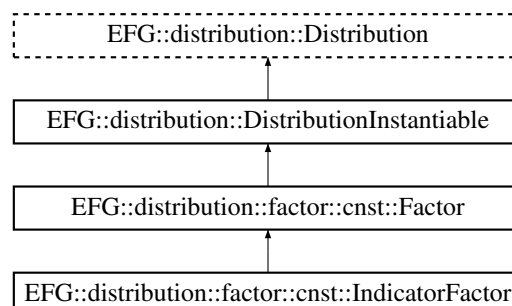 EFG::distribution::Distribution
EFG::distribution::DistributionInstantiable
EFG::distribution::factor::cnst::Factor
EFG::distribution::factor::cnst::IndicatorFactor